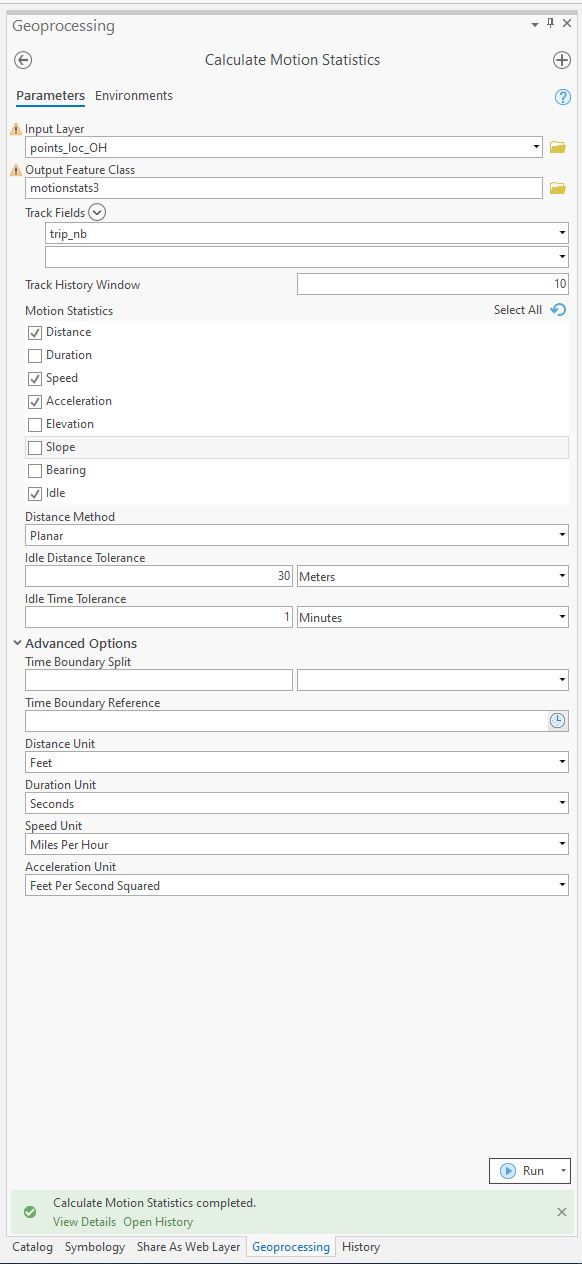 Geoprocessing
Calculate Motion Statistics
Parameters Environments
Input Layer
points_loc_OH
Output Feature Class
motionstats3
Track Fields
trip_nb
Track History Window 10
Motion Statistics Select All
Distance
Duration
Speed
Acceleration
Elevation
Slope
Bearing
Idle
Distance Method
Planar
Idle Distance Tolerance
30 Meters
Idle Time Tolerance
1 Minutes
Advanced Options
Time Boundary Split
Time Boundary Reference
Distance Unit
Feet
Duration Unit
Seconds
Speed Unit
Miles Per Hour
Acceleration Unit
Feet Per Second Squared
Run
Calculate Motion Statistics completed.
View Details Open History
Catalog Symbology Share As Web Layer Geoprocessing History